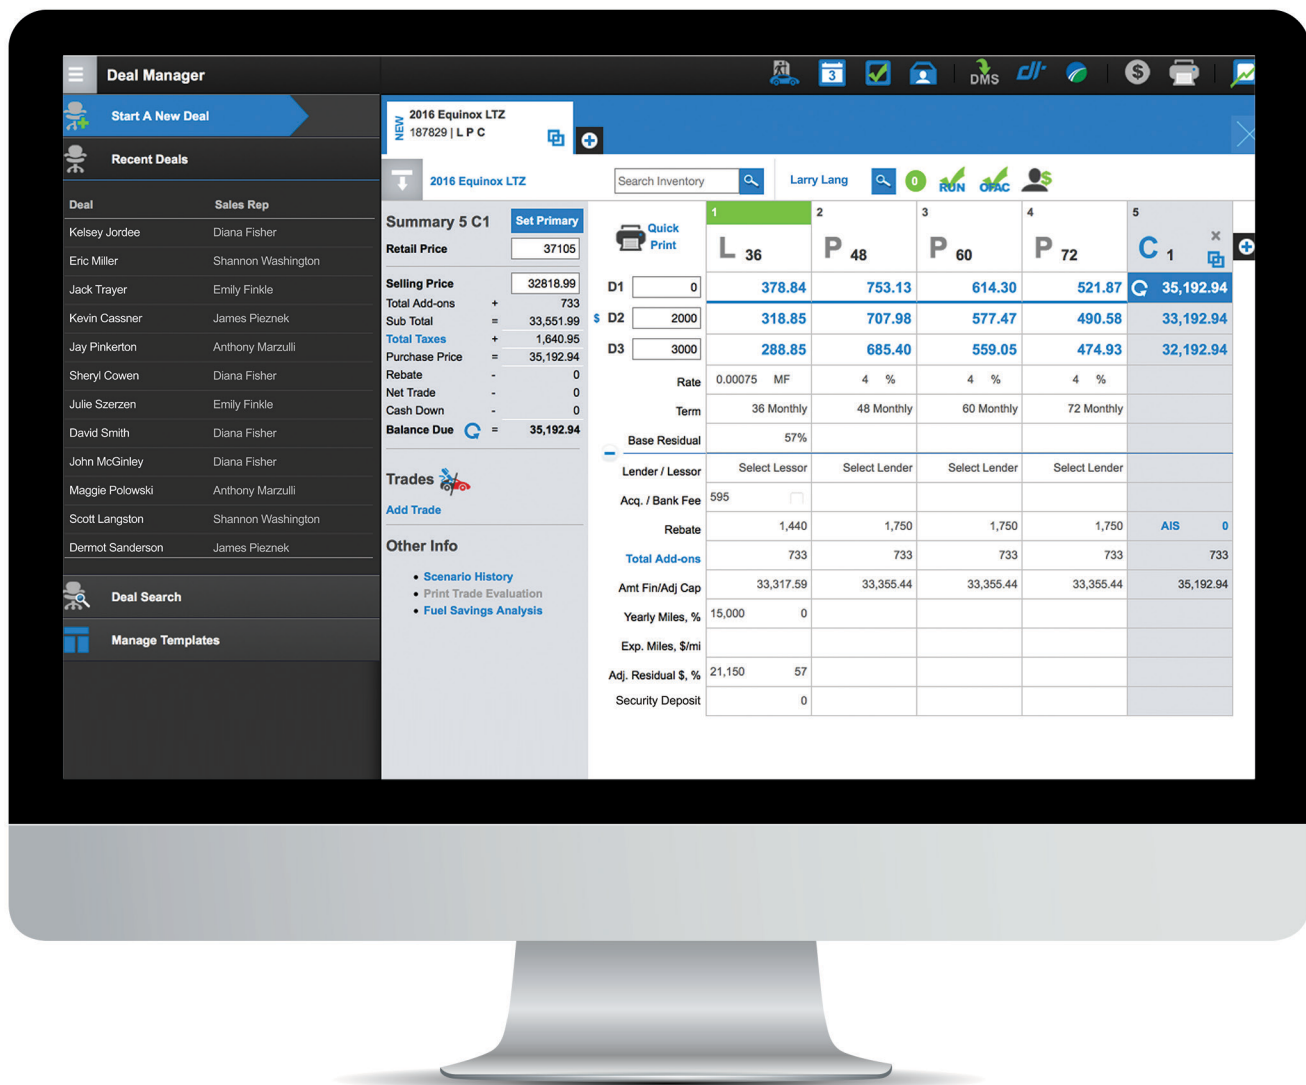 Deal Manager
3
DMS
$
Start A New Deal
NEW
2016 Equinox LTZ
187829 | L P C
Recent Deals
2016 Equinox LTZ
Search Inventory
Larry Lang
0
RUN
OFAC
$
Deal Sales Rep
Kelsey Jordee Diana Fisher
Eric Miller Shannon Washington
Jack Trayer Emily Finkle
Kevin Cassner James Pieznek
Jay Pinkerton Anthony Marzulli
Sheryl Cowen Diana Fisher
Julie Szerzen Emily Finkle
David Smith Diana Fisher
John McGinley Diana Fisher
Maggie Polowski Anthony Marzulli
Scott Langston Shannon Washington
Dermot Sanderson James Pieznek
Deal Search
Manage Templates
Summary 5 C1 Set Primary
Retail Price 37105
Selling Price 32818.99
Total Add-ons + 733
Sub Total = 33,551.99
Total Taxes + 1,640.95
Purchase Price = 35,192.94
Rebate - 0
Net Trade - 0
Cash Down - 0
Balance Due = 35,192.94
Trades
Add Trade
Other Info
• Scenario History
• Print Trade Evaluation
• Fuel Savings Analysis
Quick
Print
1 2 3 4 5
L 36 P 48 P 60 P 72 C 1
D1 0 378.84 753.13 614.30 521.87 35,192.94
$ D2 2000 318.85 707.98 577.47 490.58 33,192.94
D3 3000 288.85 685.40 559.05 474.93 32,192.94
Rate 0.00075 MF 4 % 4 % 4 %
Term 36 Monthly 48 Monthly 60 Monthly 72 Monthly
Base Residual 57%
Lender / Lessor Select Lessor Select Lender Select Lender Select Lender
Acq. / Bank Fee 595
Rebate 1,440 1,750 1,750 1,750 AIS 0
Total Add-ons 733 733 733 733 733
Amt Fin/Adj Cap 33,317.59 33,355.44 33,355.44 33,355.44 35,192.94
Yearly Miles, % 15,000 0
Exp. Miles, $/mi
Adj. Residual $, % 21,150 57
Security Deposit 0